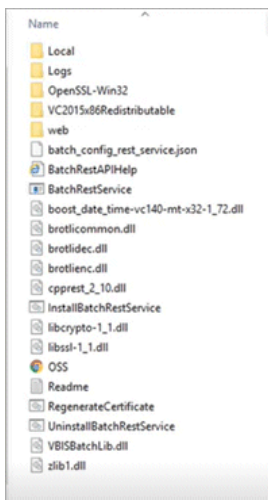 Name
Local
Logs
OpenSSL-Win32
VC2015x86Redistributable
web
batch_config_rest_service.json
BatchRestAPIHelp
BatchRestService
boost_date_time-vc140-mt-x32-1_72.dll
brotlicommon.dll
brotlidec.dll
brotlienc.dll
cpprest_2_10.dll
InstallBatchRestService
libcrypto-1_1.dll
libssl-1_1.dll
OSS
Readme
RegenerateCertificate
UninstallBatchRestService
VBISBatchLib.dll
zlib1.dll